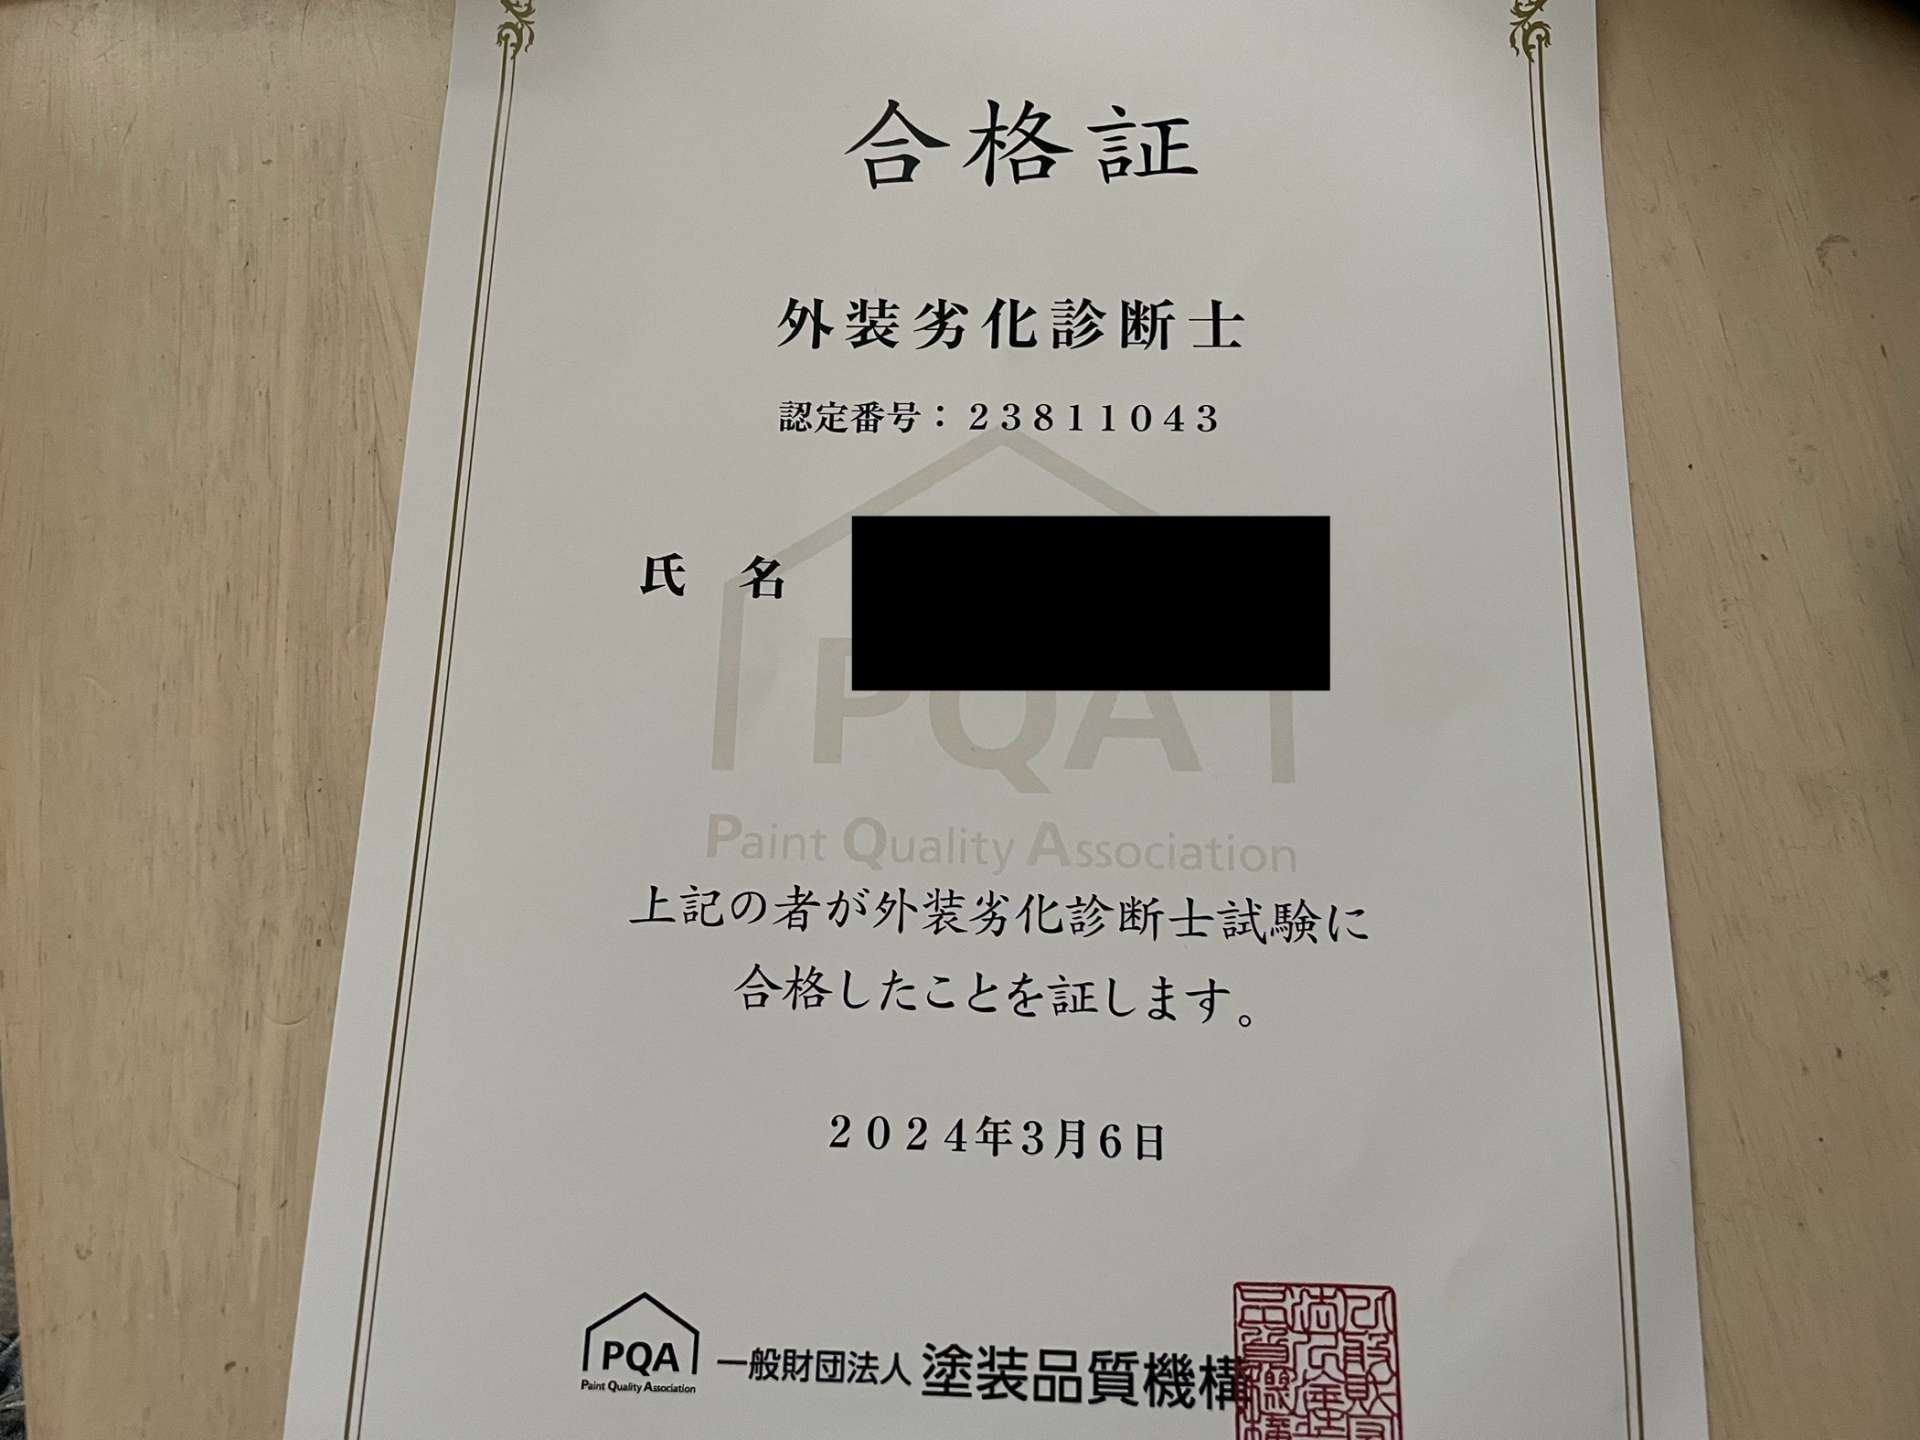 合格証
外装劣化診断士
認定番号：23811043
氏 名
PQA
Paint Quality Association
上記の者が外装劣化診断士試験に
合格したことを証します。
2024年3月6日
PQA
Paint Quality Association
一般財団法人 塗装品質機構